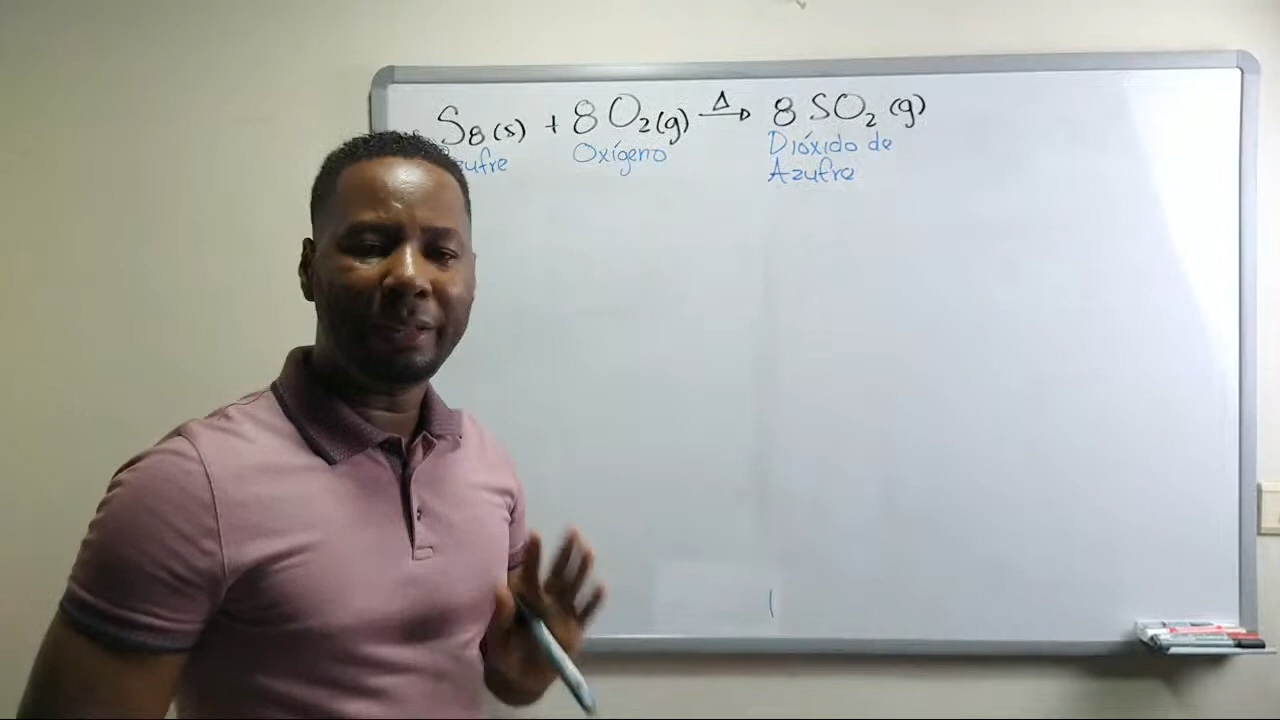 S₈(s) + 8 O₂(g) Δ→ 8 SO₂ (g)
Oxígeno Dióxido de
Azufre